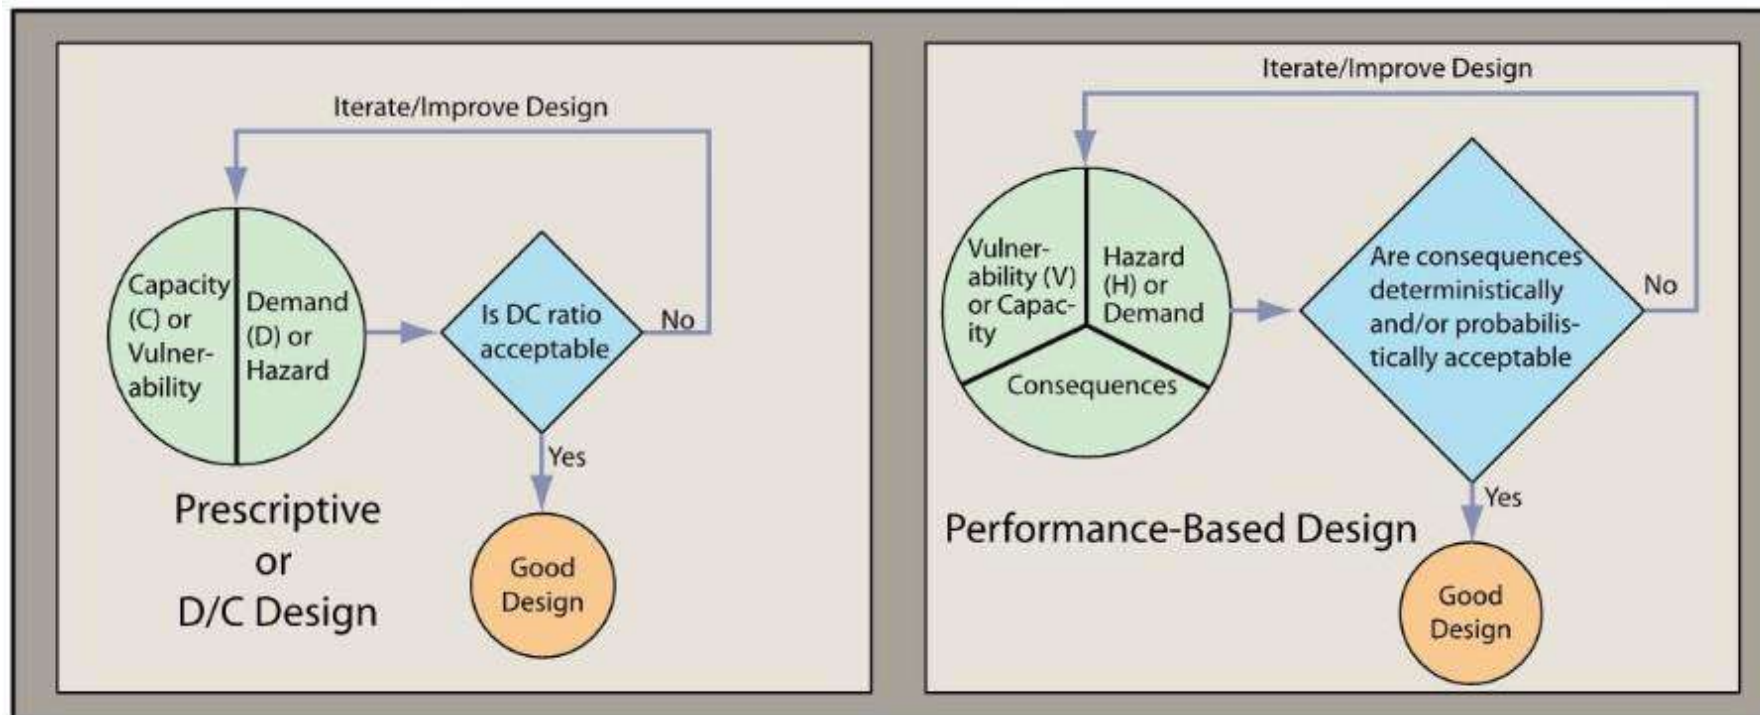 Iterate/Improve Design
Capacity
(C) or
Vulner-
ability
Demand
(D) or
Hazard
Is DC ratio
acceptable
No
Yes
Good
Design
Prescriptive
or
D/C Design
Iterate/Improve Design
Vulner-
ability (V)
or Capac-
ity
Hazard
(H) or
Demand
Consequences
Are consequences
deterministically
and/or probabilis-
tically acceptable
No
Yes
Good
Design
Performance-Based Design